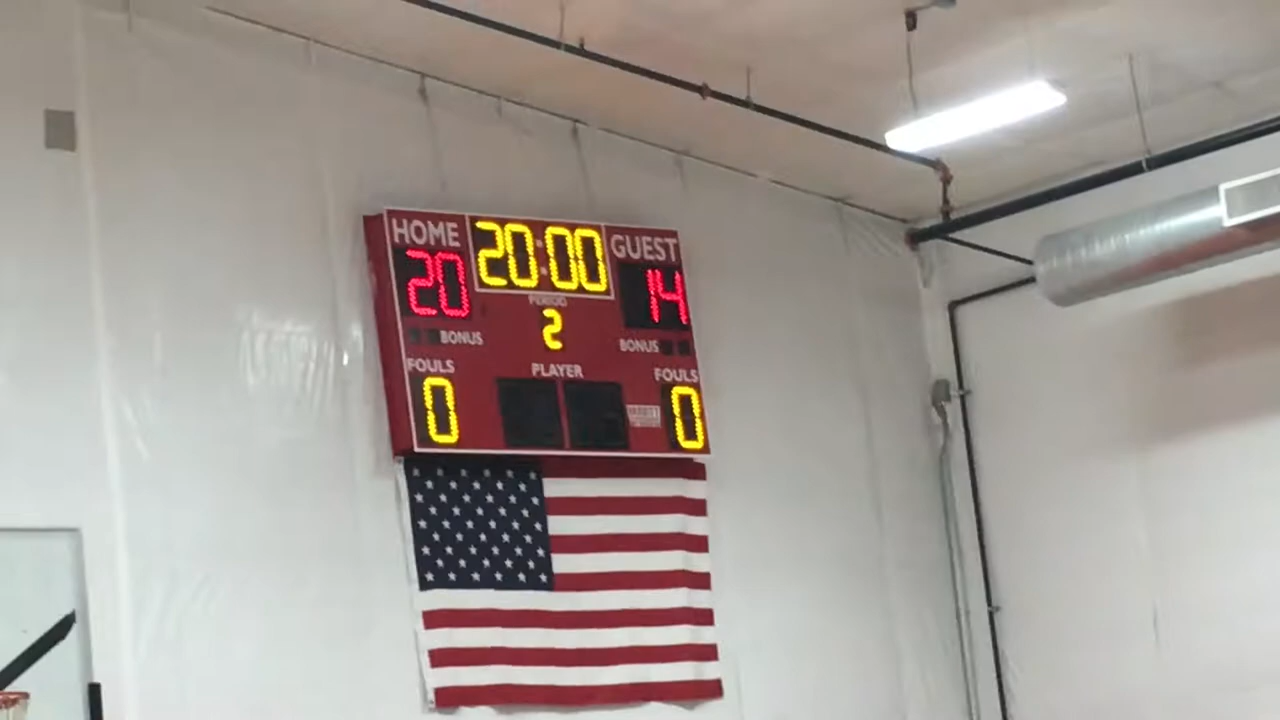 HOME 20:00 GUEST
20 14
PERIOD
2
BONUS BONUS
FOULS PLAYER FOULS
0 0